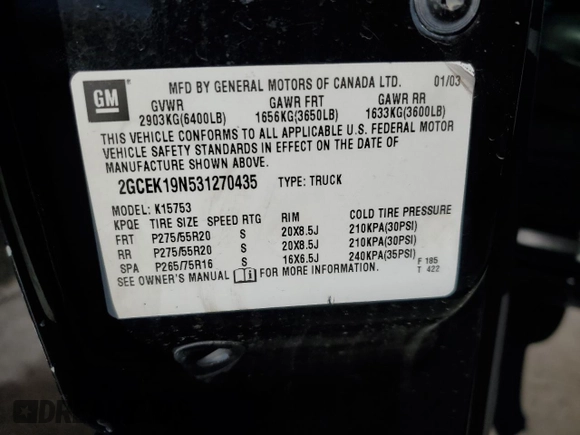 GM
MFD BY GENERAL MOTORS OF CANADA LTD. 01/03
GVWR GAWR FRT GAWR RR
2903KG(6400LB) 1656KG(3650LB) 1633KG(3600LB)
THIS VEHICLE CONFORMS TO ALL APPLICABLE U.S. FEDERAL MOTOR
VEHICLE SAFETY STANDARDS IN EFFECT ON THE DATE OF
MANUFACTURE SHOWN ABOVE.
2GCEK19N531270435 TYPE: TRUCK
MODEL: K15753
KPQE TIRE SIZE SPEED RTG RIM COLD TIRE PRESSURE
FRT P275/55R20 S 20X8.5J 210KPA(30PSI)
RR P275/55R20 S 20X8.5J 210KPA(30PSI)
SPA P265/75R16 S 16X6.5J 240KPA(35PSI)
SEE OWNER'S MANUAL FOR MORE INFORMATION.
F 185
T 422